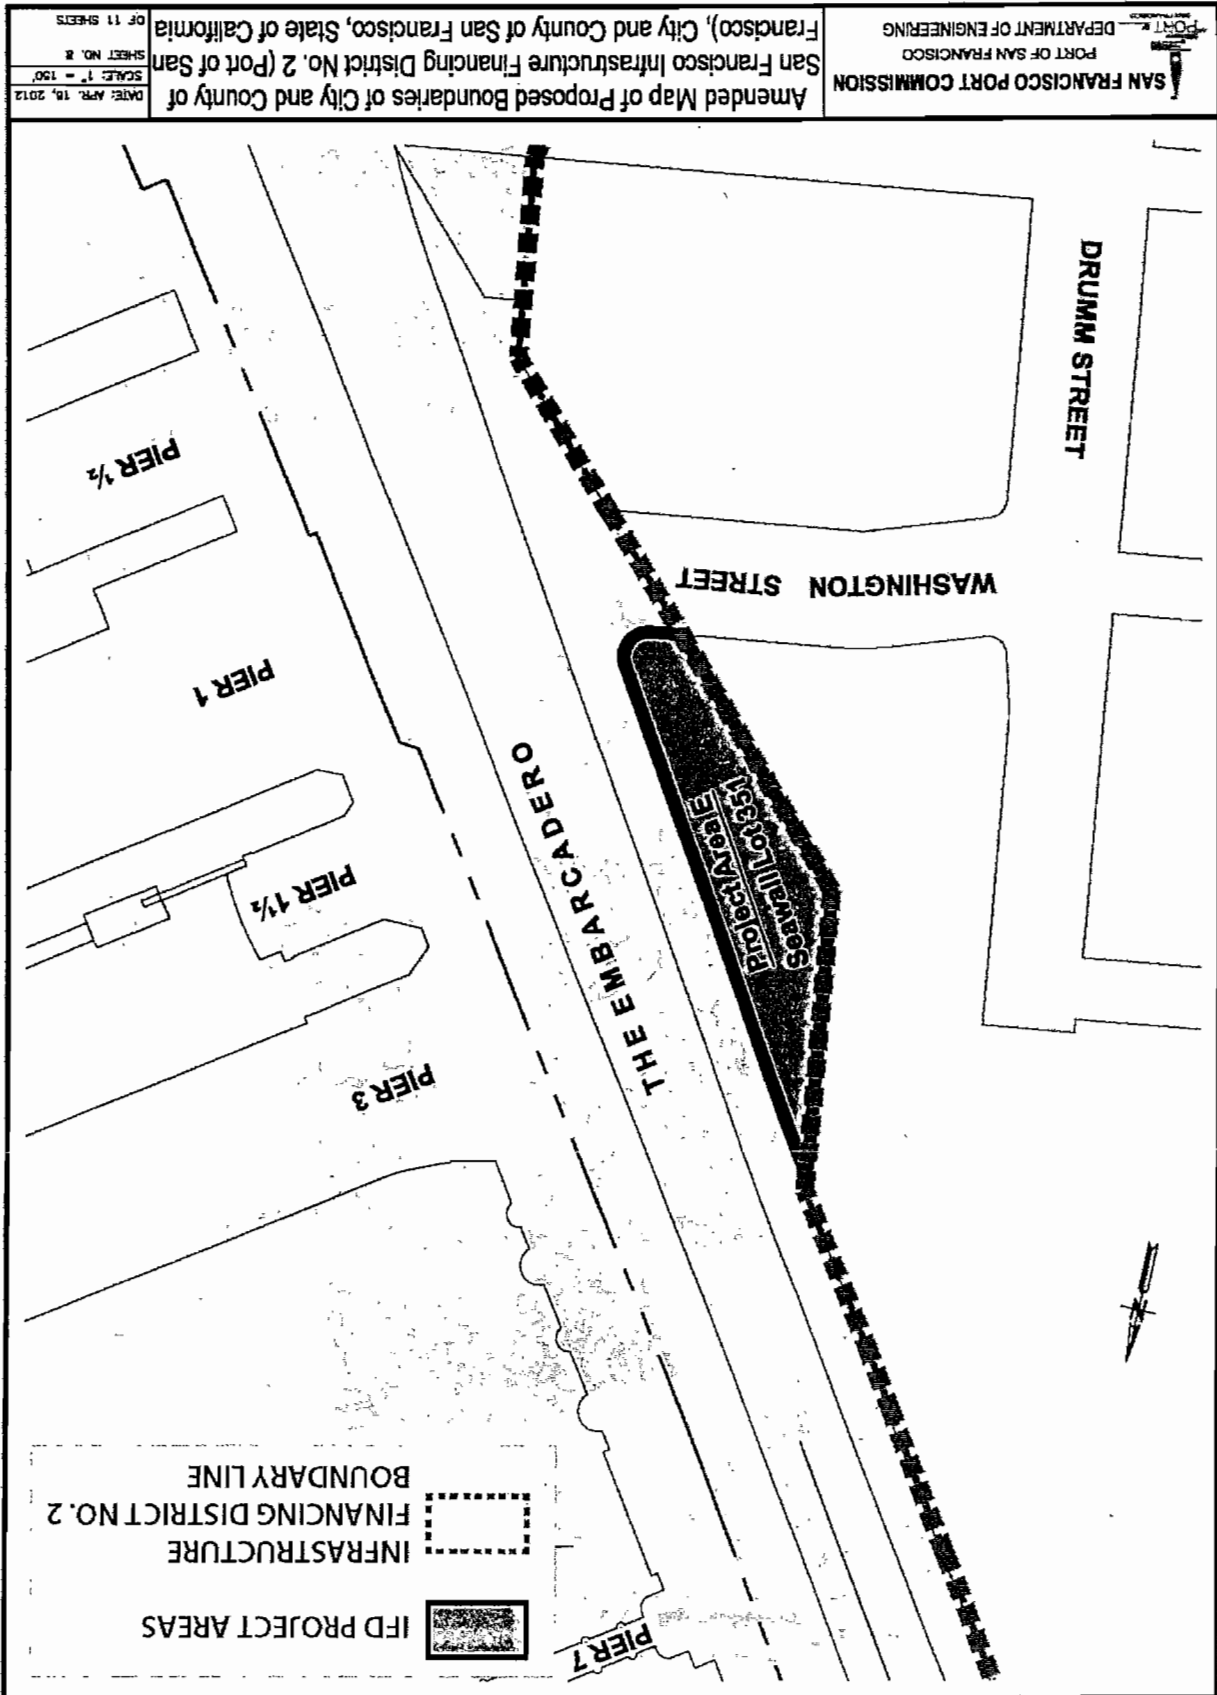 IFD PROJECT AREAS
INFRASTRUCTURE
FINANCING DISTRICT NO. 2
BOUNDARY LINE
PIER 7
PIER 3
PIER 1½
PIER 1
PIER ½
THE EMBARCADERO
Project Area E
Seawall Lot 351
WASHINGTON STREET
DRUMM STREET
SAN FRANCISCO PORT COMMISSION
PORT OF SAN FRANCISCO
DEPARTMENT OF ENGINEERING
PORT
Amended Map of Proposed Boundaries of City and County of
San Francisco Infrastructure Financing District No. 2 (Port of San
Francisco), City and County of San Francisco, State of California
DATE: APR. 16, 2012
SCALE: 1" = 150'
SHEET NO. 8
OF 11 SHEETS